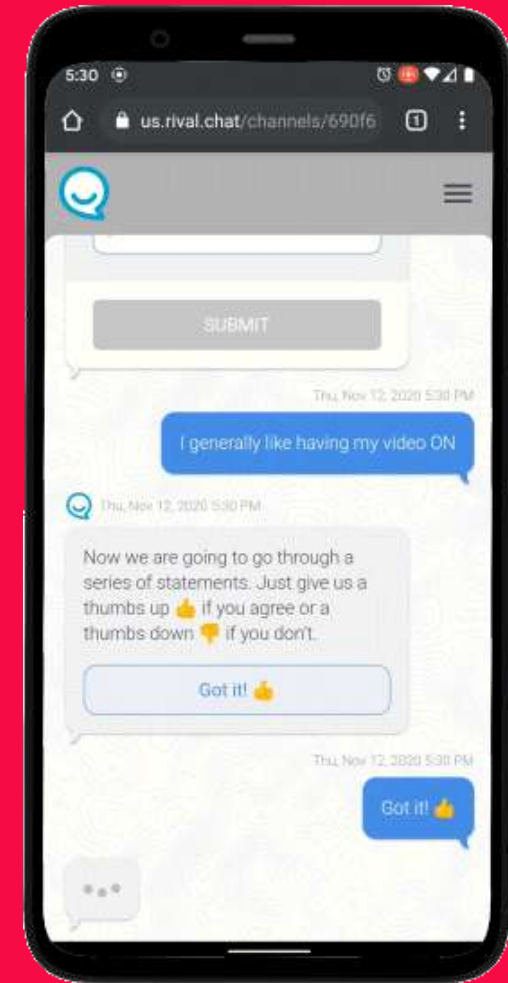 5:30
us.rival.chat/channels/690f6
1
SUBMIT
Thu, Nov 12, 2020 5:30 PM
I generally like having my video ON
Thu, Nov 12, 2020 5:30 PM
Now we are going to go through a
series of statements. Just give us a
thumbs up 👍 if you agree or a
thumbs down 👎 if you don't.
Got it! 👍
Thu, Nov 12, 2020 5:30 PM
Got it! 👍